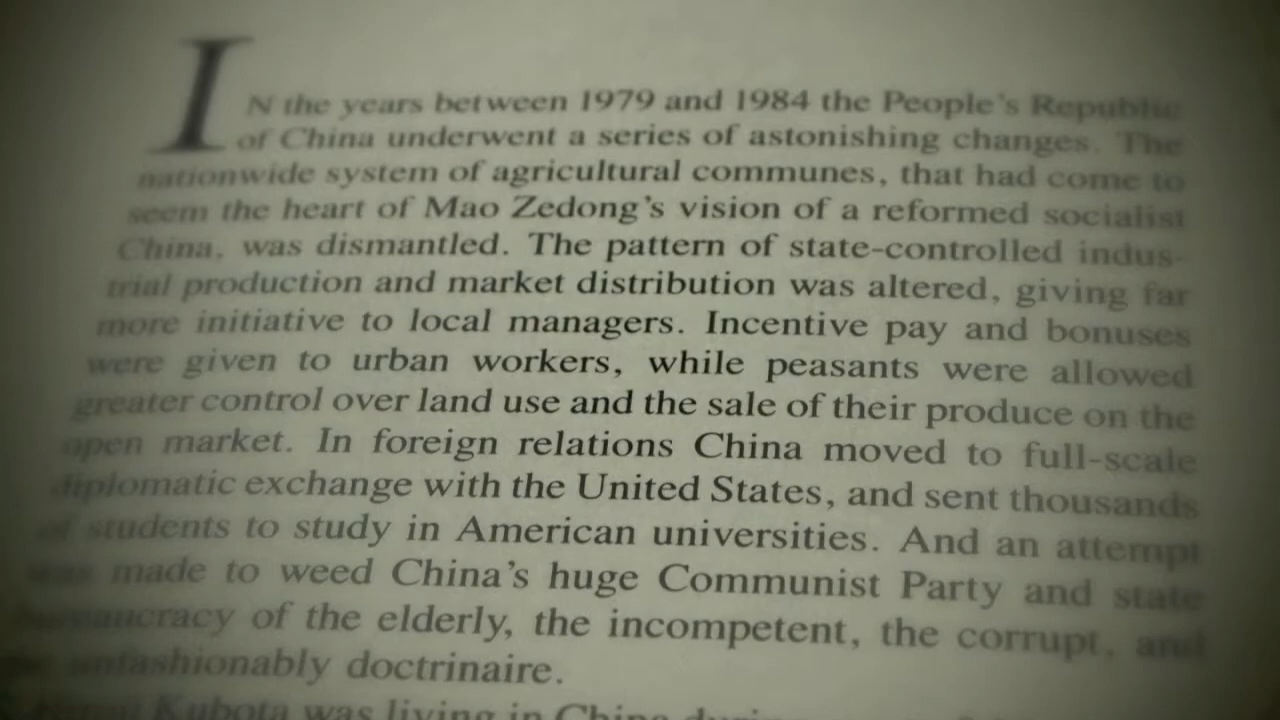 IN the years between 1979 and 1984 the People's Republic
of China underwent a series of astonishing changes. The
nationwide system of agricultural communes, that had come to
seem the heart of Mao Zedong's vision of a reformed socialist
China, was dismantled. The pattern of state-controlled indus-
trial production and market distribution was altered, giving far
more initiative to local managers. Incentive pay and bonuses
were given to urban workers, while peasants were allowed
greater control over land use and the sale of their produce on the
open market. In foreign relations China moved to full-scale
diplomatic exchange with the United States, and sent thousands
of students to study in American universities. And an attempt
was made to weed China's huge Communist Party and state
bureaucracy of the elderly, the incompetent, the corrupt, and
unfashionably doctrinaire.
Kubota was living in China